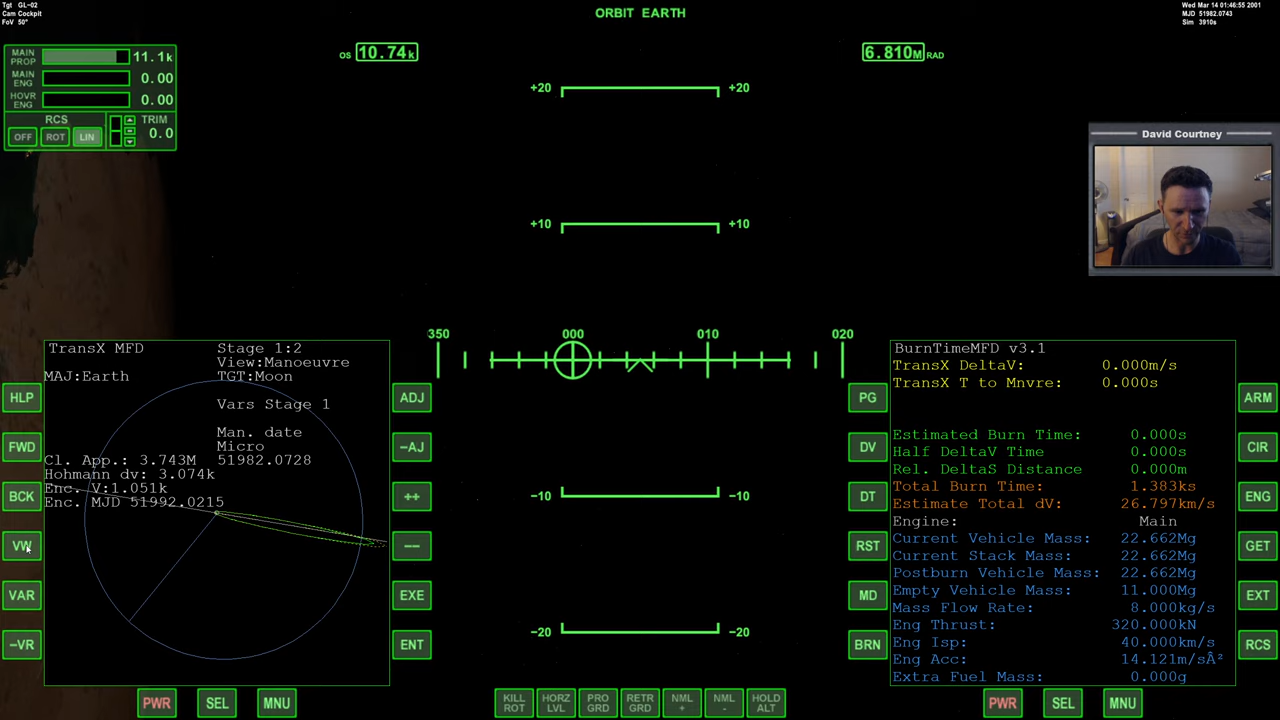 Tgt GL-02
Cam Cockpit
FoV 50°
ORBIT EARTH
Wed Mar 14 01:46:55 2001
MJD 51982.0743
Sim 3910s
MAIN PROP 11.1k
MAIN ENG 0.00
HOVR ENG 0.00
RCS TRIM
0.0
OFF ROT LIN
OS 10.74k
6.810M RAD
+20 +20
+10 +10
David Courtney
350 000 010 020
-10 -10
-20 -20
TransX MFD Stage 1:2
View:Manoeuvre
MAJ:Earth TGT:Moon
Vars Stage 1
Man. date
Micro
Cl. App.: 3.743M 51982.0728
Hohmann dv: 3.074k
Enc. V:1.051k
Enc. MJD 51992.0215
HLP
FWD
BCK
VW
VAR
-VR
ADJ
-AJ
++
--
EXE
ENT
PWR SEL MNU
KILL ROT
HORZ LVL
PRO GRD
RETR GRD
NML +
NML -
HOLD ALT
BurnTimeMFD v3.1
TransX DeltaV: 0.000m/s
TransX T to Mnvre: 0.000s
Estimated Burn Time: 0.000s
Half DeltaV Time 0.000s
Rel. DeltaS Distance 0.000m
Total Burn Time: 1.383ks
Estimate Total dV: 26.797km/s
Engine: Main
Current Vehicle Mass: 22.662Mg
Current Stack Mass: 22.662Mg
Postburn Vehicle Mass: 22.662Mg
Empty Vehicle Mass: 11.000Mg
Mass Flow Rate: 8.000kg/s
Eng Thrust: 320.000kN
Eng Isp: 40.000km/s
Eng Acc: 14.121m/sÂ²
Extra Fuel Mass: 0.000g
PG
DV
DT
RST
MD
BRN
ARM
CIR
ENG
GET
EXT
RCS
PWR SEL MNU